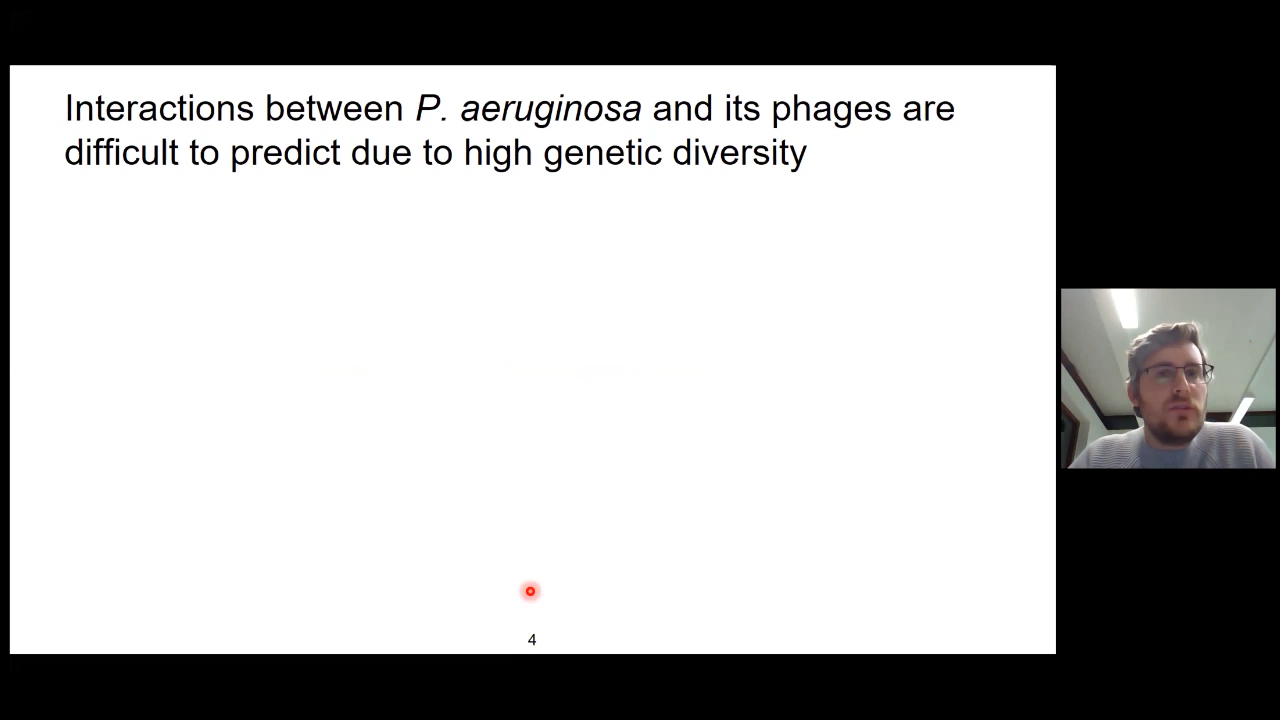 Interactions between P. aeruginosa and its phages are
difficult to predict due to high genetic diversity
4